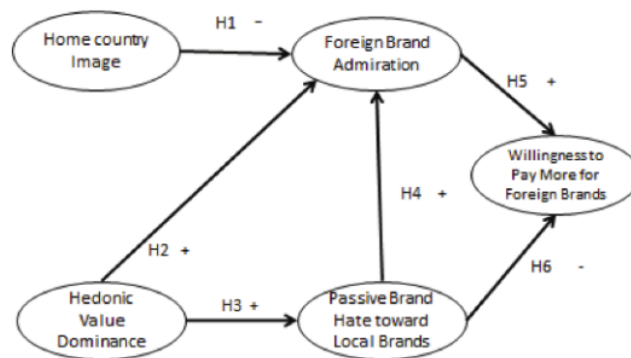 H1 -
Home country
Image
Foreign Brand
Admiration
H5 +
Willingness to
Pay More for
Foreign Brands
H4 +
H2 +
H6 -
Hedonic
Value
Dominance
H3 +
Passive Brand
Hate toward
Local Brands